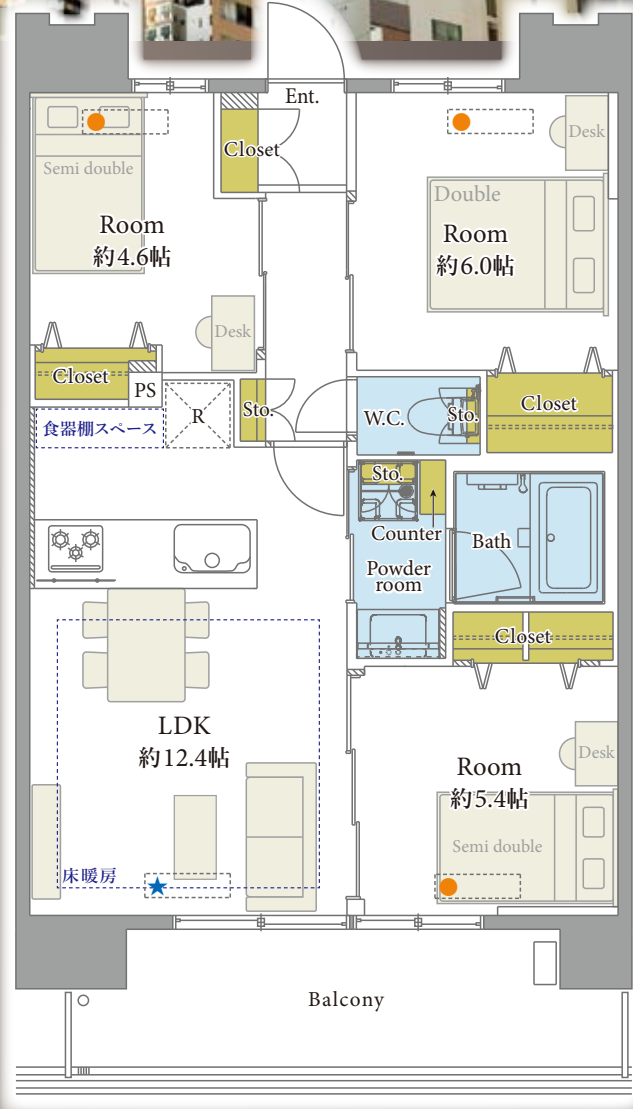 Ent.
Closet
Desk
Semi double
Double
Room
約4.6帖
Room
約6.0帖
Desk
Closet
PS
R
Sto.
W.C.
Sto.
Closet
食器棚スペース
Sto.
Counter
Powder
room
Bath
Closet
LDK
約12.4帖
Room
約5.4帖
Desk
Semi double
床暖房
Balcony